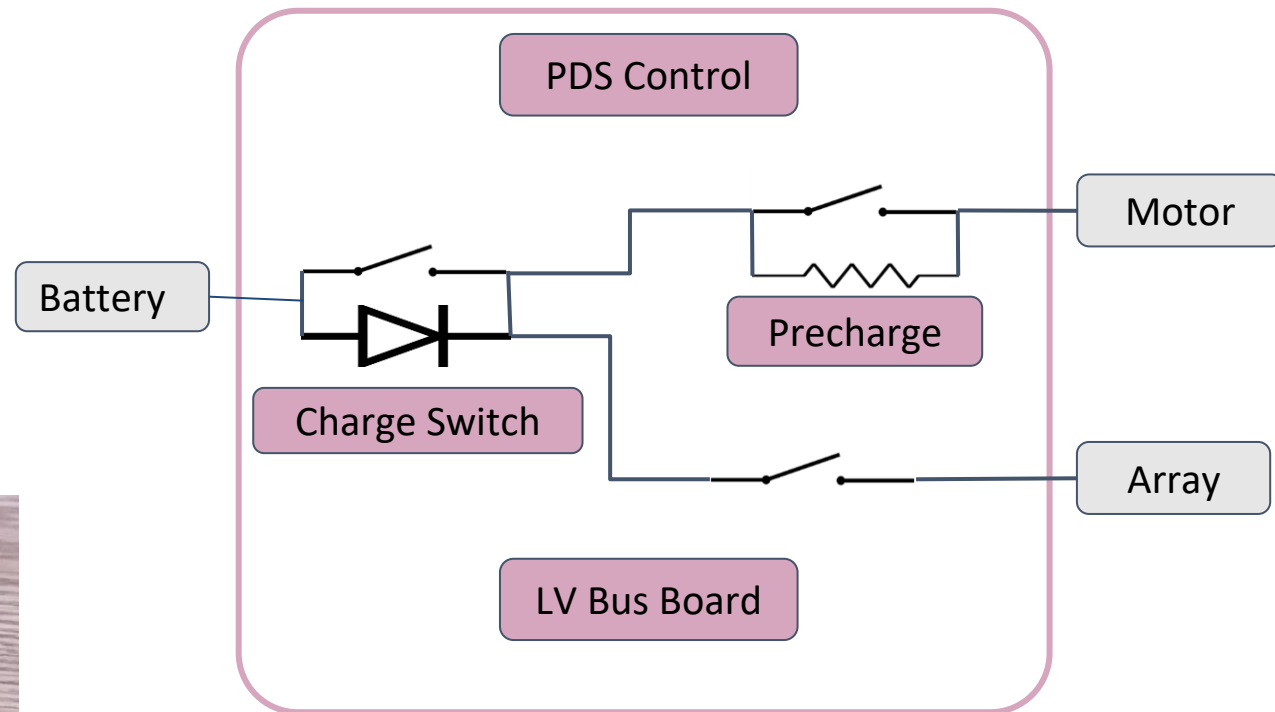 PDS Control
Motor
Battery
Precharge
Charge Switch
Array
LV Bus Board